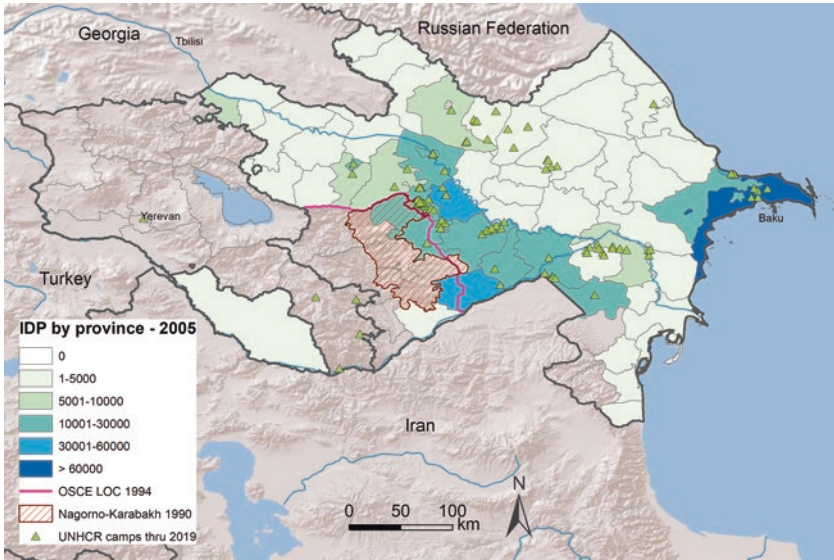 Georgia
Tbilisi
Russian Federation
Yerevan
Baku
Turkey
Iran
IDP by province - 2005
0
1-5000
5001-10000
10001-30000
30001-60000
> 60000
OSCE LOC 1994
Nagorno-Karabakh 1990
UNHCR camps thru 2019
N
0 50 100
km